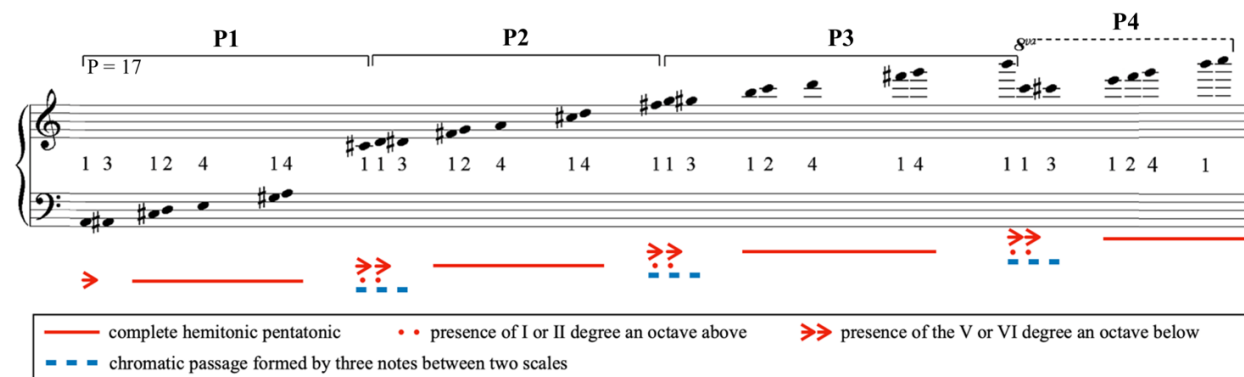 P1 P2 P3 P4
8va
P = 17
1 3 1 2 4 1 4 1 1 3 1 2 4 1 4 1 1 3 1 2 4 1 4 1 1 3 1 2 4 1
complete hemitonic pentatonic presence of I or II degree an octave above presence of the V or VI degree an octave below
chromatic passage formed by three notes between two scales